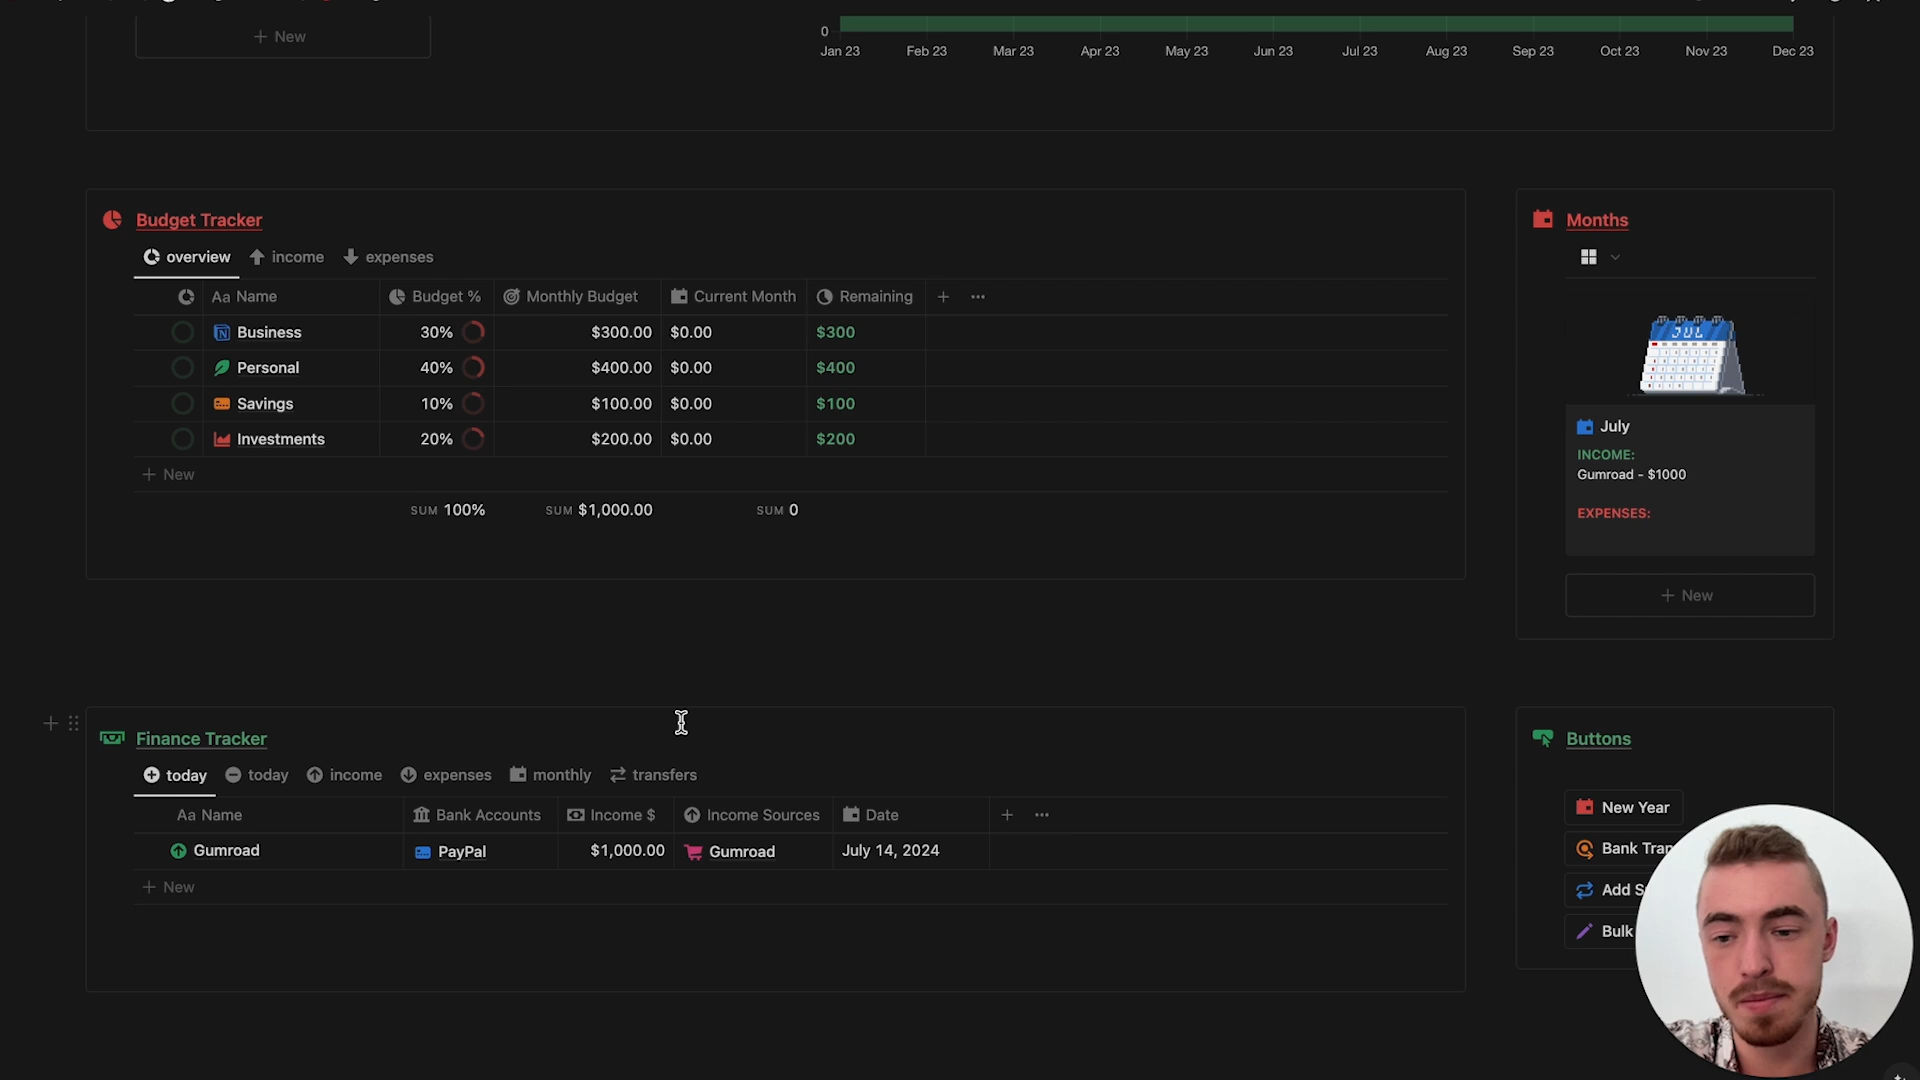 + New
0
Jan 23 Feb 23 Mar 23 Apr 23 May 23 Jun 23 Jul 23 Aug 23 Sep 23 Oct 23 Nov 23 Dec 23
Budget Tracker
overview income expenses
Aa Name Budget % Monthly Budget Current Month Remaining + •••
Business 30% $300.00 $0.00 $300
Personal 40% $400.00 $0.00 $400
Savings 10% $100.00 $0.00 $100
Investments 20% $200.00 $0.00 $200
+ New
SUM 100% SUM $1,000.00 SUM 0
Months
JUL
July
INCOME:
Gumroad - $1000
EXPENSES:
+ New
Finance Tracker
today today income expenses monthly transfers
Aa Name Bank Accounts Income $ Income Sources Date + •••
Gumroad PayPal $1,000.00 Gumroad July 14, 2024
+ New
Buttons
New Year
Bank
Add
Bulk